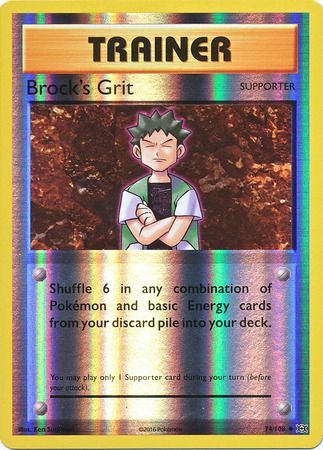 TRAINER
Brock's Grit
SUPPORTER
Shuffle 6 in any combination of
Pokémon and basic Energy cards
from your discard pile into your deck.
You may play only 1 Supporter card during your turn (before
your attack).
Illus. Ken Sugimori
©2016 Pokémon
74/108